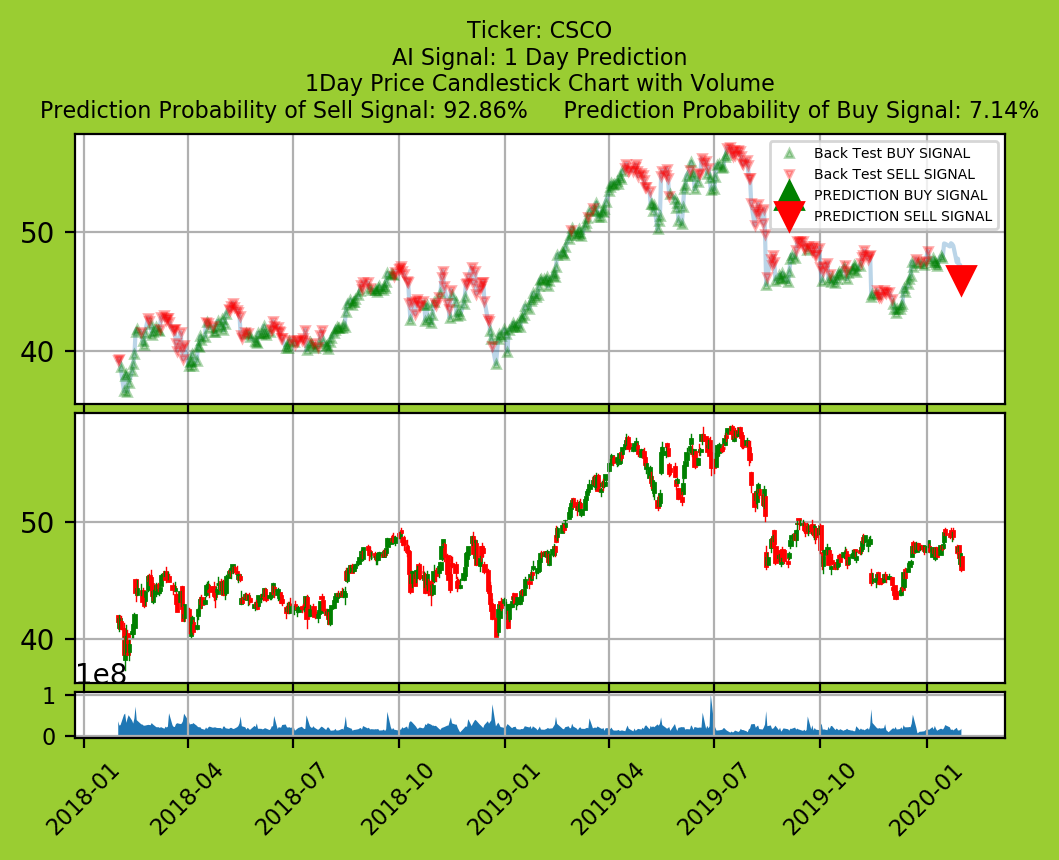 Ticker: CSCO
AI Signal: 1 Day Prediction
1Day Price Candlestick Chart with Volume
Prediction Probability of Sell Signal: 92.86% Prediction Probability of Buy Signal: 7.14%
Back Test BUY SIGNAL
Back Test SELL SIGNAL
PREDICTION BUY SIGNAL
PREDICTION SELL SIGNAL
50
40
50
40
1e8
1
0
2018-01 2018-04 2018-07 2018-10 2019-01 2019-04 2019-07 2019-10 2020-01